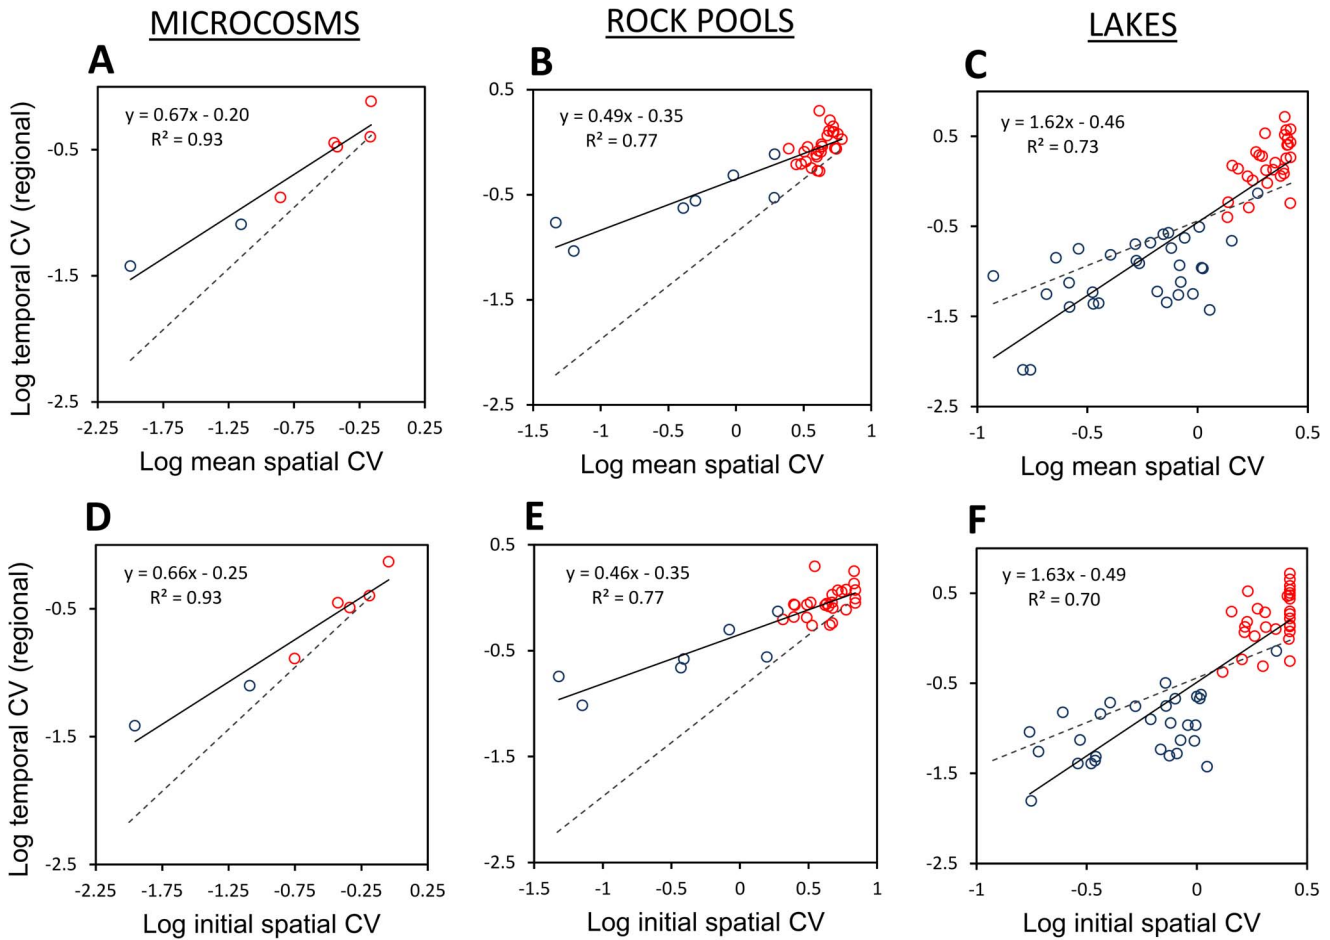 MICROCOSMS
ROCK POOLS
LAKES
A
y = 0.67x - 0.20
R² = 0.93
-0.5
-1.5
-2.5
-2.25 -1.75 -1.25 -0.75 -0.25 0.25
Log temporal CV (regional)
Log mean spatial CV
B
y = 0.49x - 0.35
R² = 0.77
0.5
-0.5
-1.5
-2.5
-1.5 -1 -0.5 0 0.5 1
Log mean spatial CV
C
y = 1.62x - 0.46
R² = 0.73
0.5
-0.5
-1.5
-2.5
-1 -0.5 0 0.5
Log mean spatial CV
D
y = 0.66x - 0.25
R² = 0.93
-0.5
-1.5
-2.5
-2.25 -1.75 -1.25 -0.75 -0.25 0.25
Log temporal CV (regional)
Log initial spatial CV
E
y = 0.46x - 0.35
R² = 0.77
0.5
-0.5
-1.5
-2.5
-1 -0.5 0 0.5 1
Log initial spatial CV
F
y = 1.63x - 0.49
R² = 0.70
0.5
-0.5
-1.5
-2.5
-1 -0.5 0 0.5
Log initial spatial CV